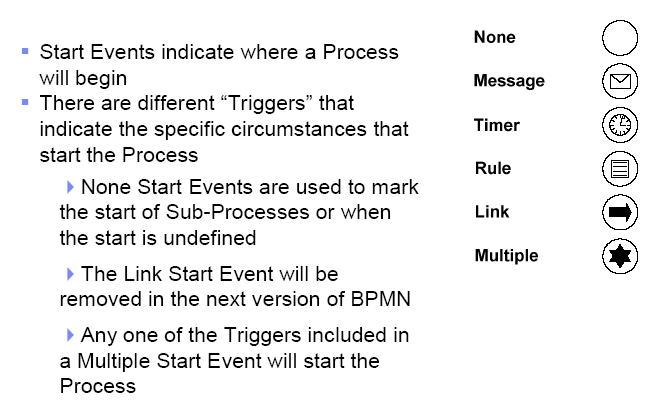 Start Events indicate where a Process
will begin
There are different “Triggers” that
indicate the specific circumstances that
start the Process
None Start Events are used to mark
the start of Sub-Processes or when
the start is undefined
The Link Start Event will be
removed in the next version of BPMN
Any one of the Triggers included in
a Multiple Start Event will start the
Process
None
Message
Timer
Rule
Link
Multiple